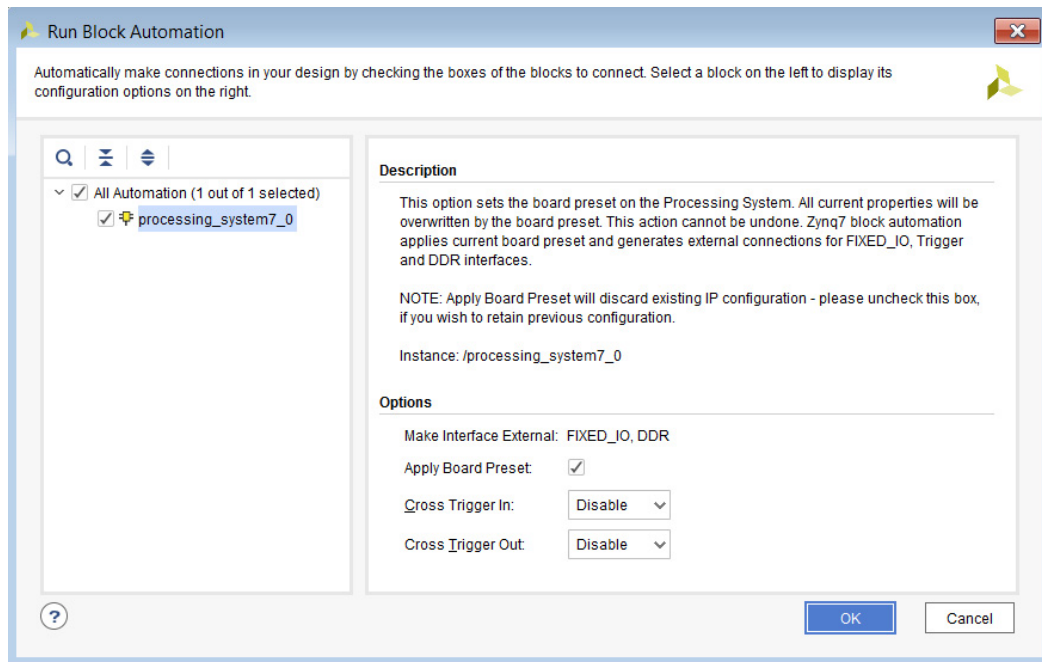 Run Block Automation
Automatically make connections in your design by checking the boxes of the blocks to connect. Select a block on the left to display its
configuration options on the right.
All Automation (1 out of 1 selected)
processing_system7_0
Description
This option sets the board preset on the Processing System. All current properties will be
overwritten by the board preset. This action cannot be undone. Zynq7 block automation
applies current board preset and generates external connections for FIXED_IO, Trigger
and DDR interfaces.
NOTE: Apply Board Preset will discard existing IP configuration - please uncheck this box,
if you wish to retain previous configuration.
Instance: /processing_system7_0
Options
Make Interface External: FIXED_IO, DDR
Apply Board Preset:
Cross Trigger In: Disable
Cross Trigger Out: Disable
?
OK Cancel